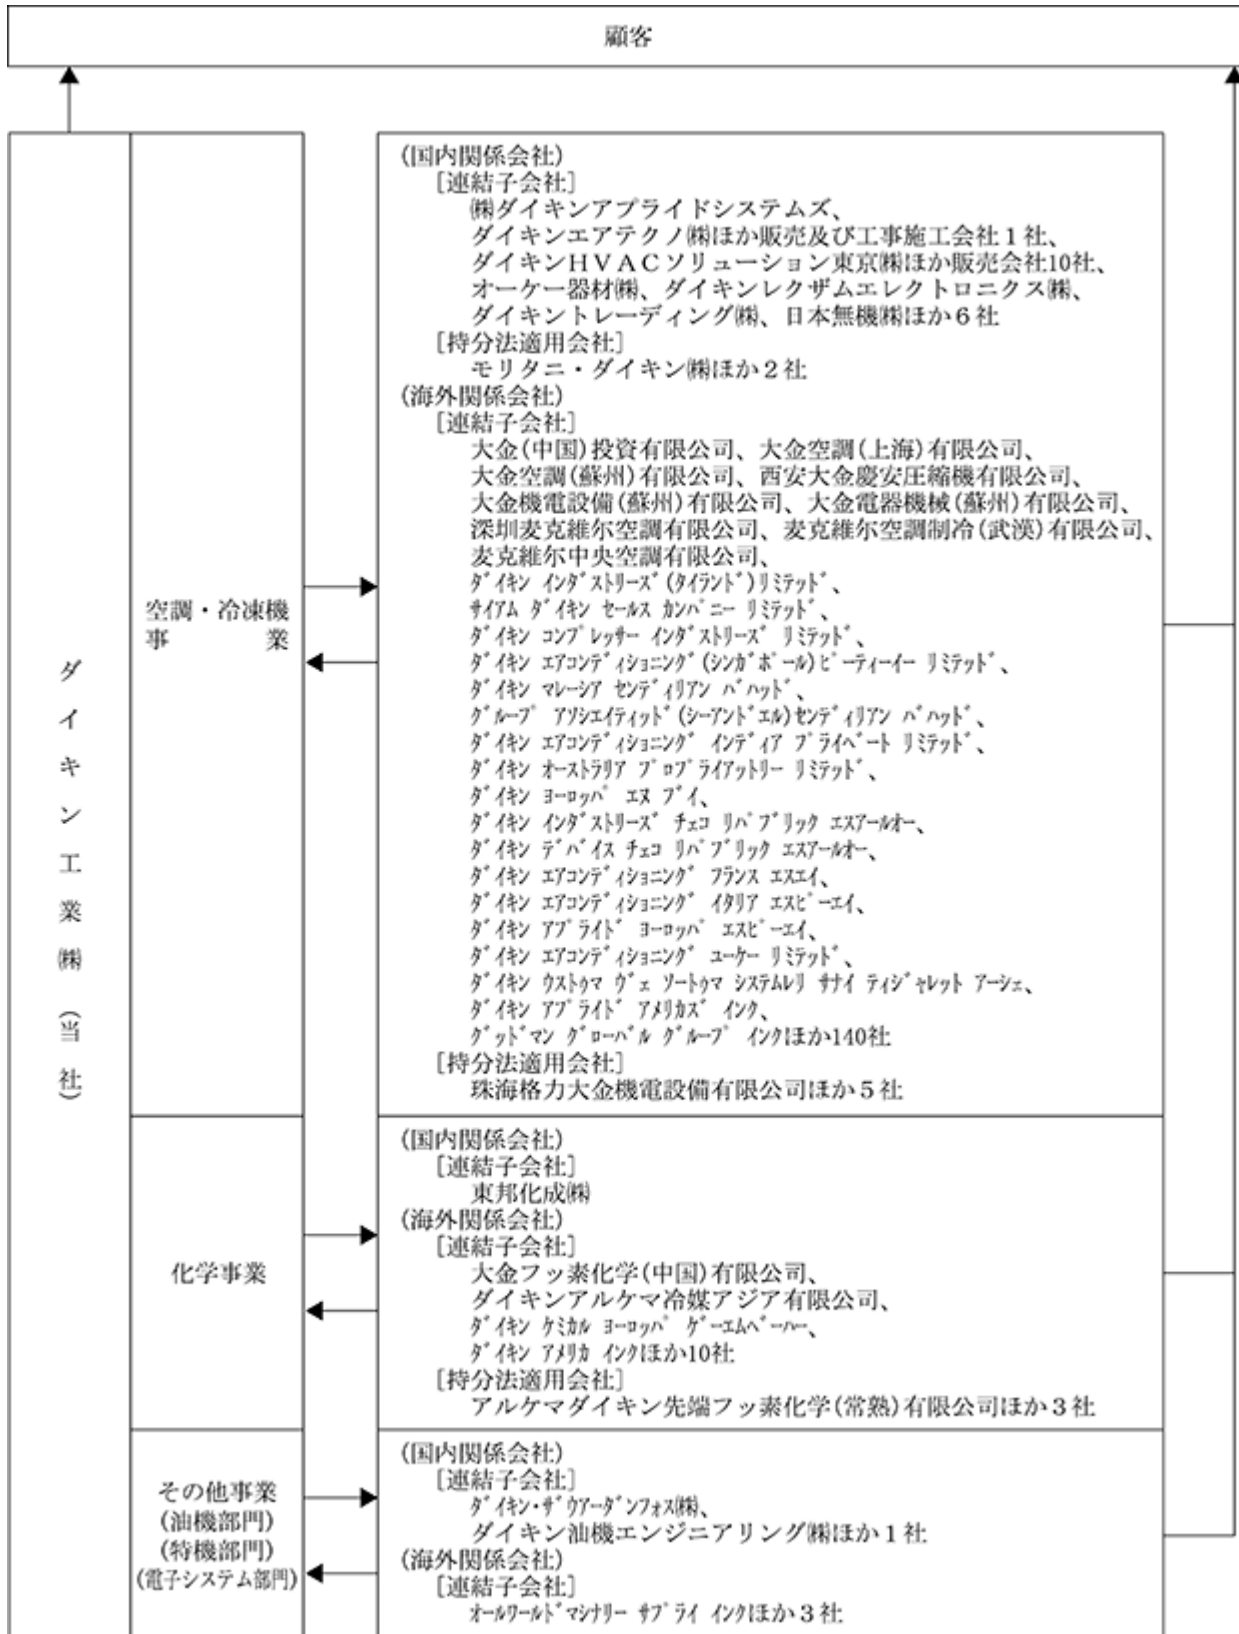 顧客
ダイキン工業㈱(当社)
空調・冷凍機
事業
(国内関係会社)
[連結子会社]
㈱ダイキンアプライドシステムズ、
ダイキンエアテクノ㈱ほか販売及び工事施工会社１社、
ダイキンＨＶＡＣソリューション東京㈱ほか販売会社10社、
オーケー器材㈱、ダイキンレクザムエレクトロニクス㈱、
ダイキントレーディング㈱、日本無機㈱ほか６社
[持分法適用会社]
モリタニ・ダイキン㈱ほか２社
(海外関係会社)
[連結子会社]
大金(中国)投資有限公司、大金空調(上海)有限公司、
大金空調(蘇州)有限公司、西安大金慶安圧縮機有限公司、
大金機電設備(蘇州)有限公司、大金電器機械(蘇州)有限公司、
深圳麦克維尔空調有限公司、麦克維尔空調制冷(武漢)有限公司、
麦克維尔中央空調有限公司、
ﾀﾞｲｷﾝ ｲﾝﾀﾞｽﾄﾘｰｽﾞ(ﾀｲﾗﾝﾄﾞ)ﾘﾐﾃｯﾄﾞ、
ｻｲｱﾑ ﾀﾞｲｷﾝ ｾｰﾙｽ ｶﾝﾊﾟﾆｰ ﾘﾐﾃｯﾄﾞ、
ﾀﾞｲｷﾝ ｺﾝﾌﾟﾚｯｻｰ ｲﾝﾀﾞｽﾄﾘｰｽﾞ ﾘﾐﾃｯﾄﾞ、
ﾀﾞｲｷﾝ ｴｱｺﾝﾃﾞｨｼｮﾆﾝｸﾞ(ｼﾝｶﾞﾎﾟｰﾙ)ﾋﾟｰﾃｨｰｲｰ ﾘﾐﾃｯﾄﾞ、
ﾀﾞｲｷﾝ ﾏﾚｰｼｱ ｾﾝﾃﾞｨﾘｱﾝ ﾊﾞﾊｯﾄﾞ、
ｸﾞﾙｰﾌﾟ ｱｿｼｴｲﾃｨｯﾄﾞ(ｼｰｱﾝﾄﾞｴﾙ)ｾﾝﾃﾞｨﾘｱﾝ ﾊﾞﾊｯﾄﾞ、
ﾀﾞｲｷﾝ ｴｱｺﾝﾃﾞｨｼｮﾆﾝｸﾞ ｲﾝﾃﾞｨｱ ﾌﾟﾗｲﾍﾞｰﾄ ﾘﾐﾃｯﾄﾞ、
ﾀﾞｲｷﾝ ｵｰｽﾄﾗﾘｱ ﾌﾟﾛﾌﾟﾗｲｱｯﾄﾘｰ ﾘﾐﾃｯﾄﾞ、
ﾀﾞｲｷﾝ ﾖｰﾛｯﾊﾟ ｴﾇ ﾌﾞｲ、
ﾀﾞｲｷﾝ ｲﾝﾀﾞｽﾄﾘｰｽﾞ ﾁｪｺ ﾘﾊﾟﾌﾞﾘｯｸ ｴｽｱｰﾙｵｰ、
ﾀﾞｲｷﾝ ﾃﾞﾊﾞｲｽ ﾁｪｺ ﾘﾊﾟﾌﾞﾘｯｸ ｴｽｱｰﾙｵｰ、
ﾀﾞｲｷﾝ ｴｱｺﾝﾃﾞｨｼｮﾆﾝｸﾞ ﾌﾗﾝｽ ｴｽｴｲ、
ﾀﾞｲｷﾝ ｴｱｺﾝﾃﾞｨｼｮﾆﾝｸﾞ ｲﾀﾘｱ ｴｽﾋﾟｰｴｲ、
ﾀﾞｲｷﾝ ｱﾌﾟﾗｲﾄﾞ ﾖｰﾛｯﾊﾟ ｴｽﾋﾟｰｴｲ、
ﾀﾞｲｷﾝ ｴｱｺﾝﾃﾞｨｼｮﾆﾝｸﾞ ﾕｰｹｰ ﾘﾐﾃｯﾄﾞ、
ﾀﾞｲｷﾝ ｳｽﾄｩﾏ ｳﾞｪ ｿｰﾄｩﾏ ｼｽﾃﾑﾚﾘ ｻﾅｲ ﾃｨｼﾞｬﾚｯﾄ ｱｰｼｪ、
ﾀﾞｲｷﾝ ｱﾌﾟﾗｲﾄﾞ ｱﾒﾘｶｽﾞ ｲﾝｸ、
ｸﾞｯﾄﾞﾏﾝ ｸﾞﾛｰﾊﾞﾙ ｸﾞﾙｰﾌﾟ ｲﾝｸほか140社
[持分法適用会社]
珠海格力大金機電設備有限公司ほか５社
化学事業
(国内関係会社)
[連結子会社]
東邦化成㈱
(海外関係会社)
[連結子会社]
大金フッ素化学(中国)有限公司、
ダイキンアルケマ冷媒アジア有限公司、
ﾀﾞｲｷﾝ ｹﾐｶﾙ ﾖｰﾛｯﾊﾟ ｹﾞｰｴﾑﾍﾞｰﾊｰ、
ﾀﾞｲｷﾝ ｱﾒﾘｶ ｲﾝｸほか10社
[持分法適用会社]
アルケマダイキン先端フッ素化学(常熟)有限公司ほか３社
その他事業
(油機部門)
(特機部門)
(電子システム部門)
(国内関係会社)
[連結子会社]
ﾀﾞｲｷﾝ･ｻﾞｳｱｰﾀﾞﾝﾌｫｽ㈱、
ダイキン油機エンジニアリング㈱ほか１社
(海外関係会社)
[連結子会社]
ｵｰﾙﾜｰﾙﾄﾞﾏｼﾅﾘｰ ｻﾌﾟﾗｲ ｲﾝｸほか３社